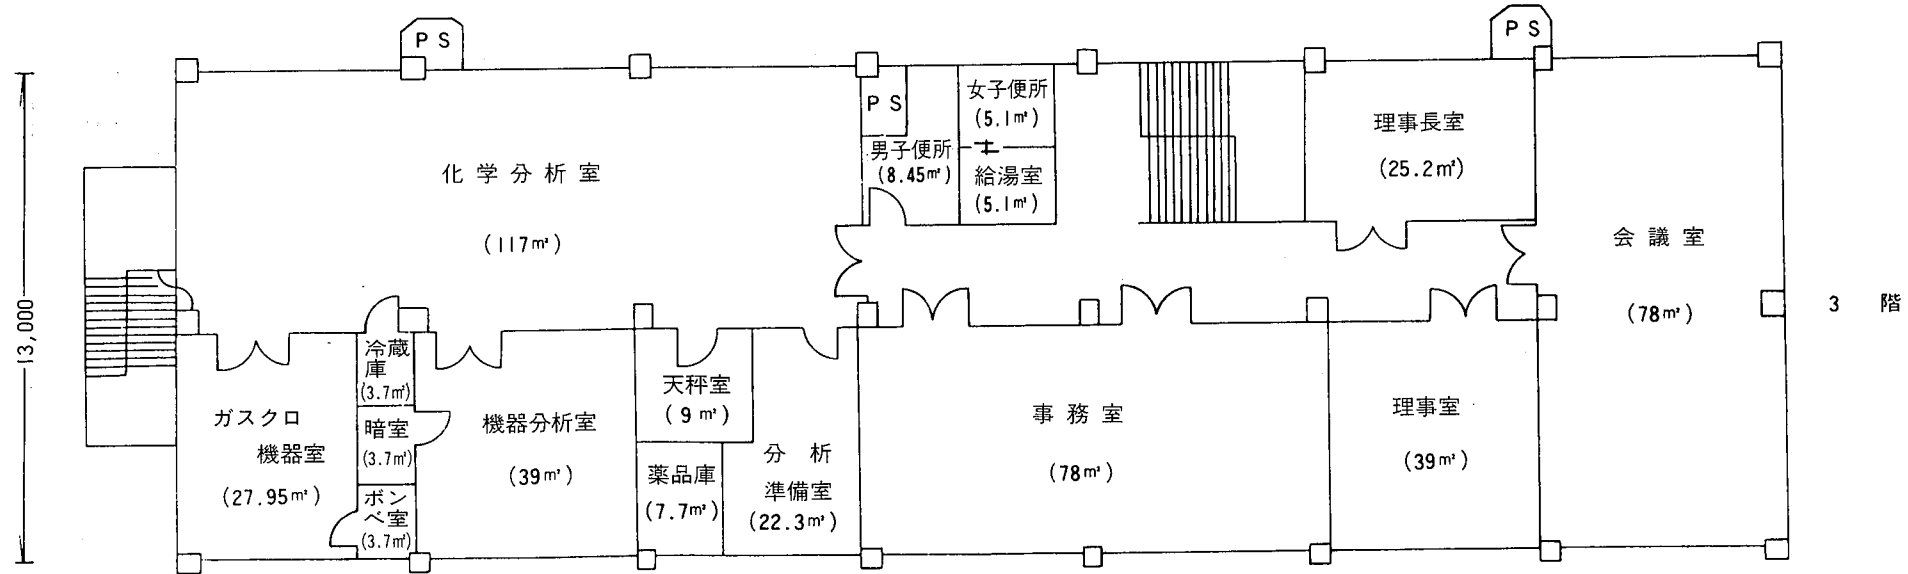 PS
PS
13,000
化学分析室
(117㎡)
PS
男子便所
(8.45㎡)
女子便所
(5.1㎡)
給湯室
(5.1㎡)
理事長室
(25.2㎡)
会議室
(78㎡)
3 階
ガスクロ
機器室
(27.95㎡)
冷蔵
庫
(3.7㎡)
暗室
(3.7㎡)
ボン
ベ室
(3.7㎡)
機器分析室
(39㎡)
天秤室
(9㎡)
薬品庫
(7.7㎡)
分析
準備室
(22.3㎡)
事務室
(78㎡)
理事室
(39㎡)